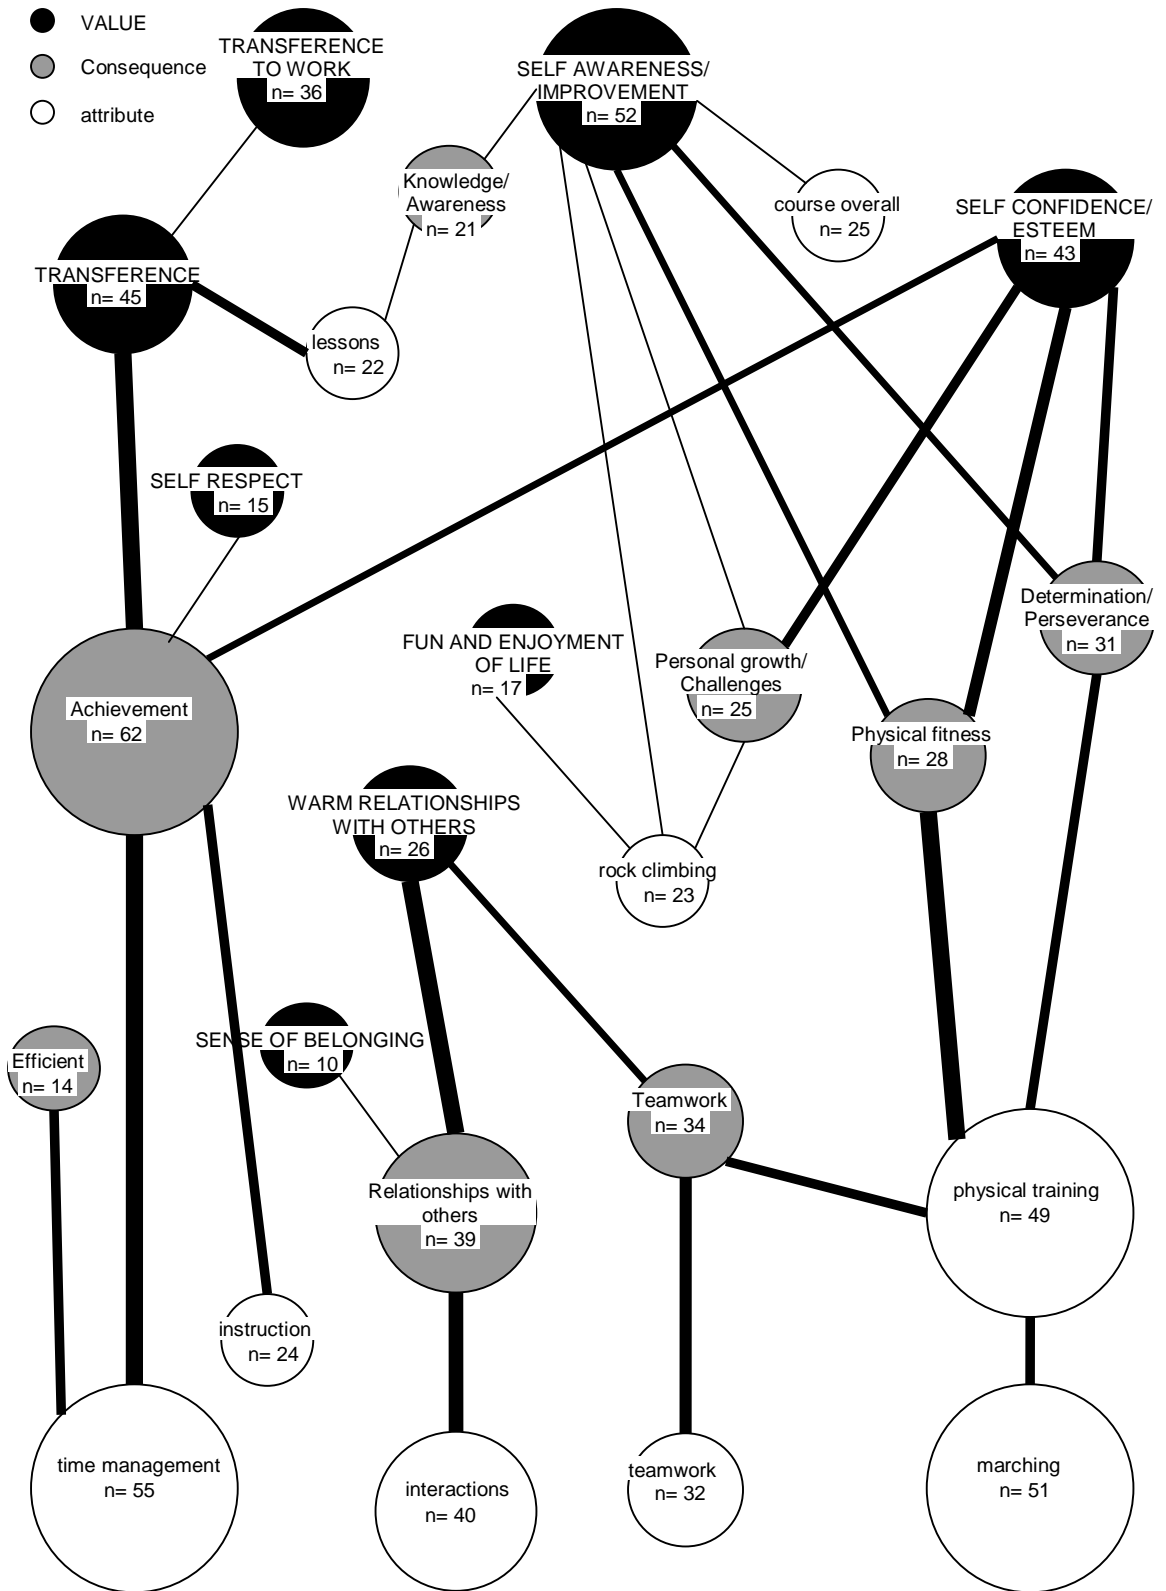 VALUE
Consequence
attribute
TRANSFERENCE
TO WORK
n= 36
SELF AWARENESS/
IMPROVEMENT
n= 52
Knowledge/
Awareness
n= 21
course overall
n= 25
SELF CONFIDENCE/
ESTEEM
n= 43
TRANSFERENCE
n= 45
lessons
n= 22
SELF RESPECT
n= 15
FUN AND ENJOYMENT
OF LIFE
n= 17
Personal growth/
Challenges
n= 25
Determination/
Perseverance
n= 31
Achievement
n= 62
Physical fitness
n= 28
WARM RELATIONSHIPS
WITH OTHERS
n= 26
rock climbing
n= 23
SENSE OF BELONGING
n= 10
Efficient
n= 14
Teamwork
n= 34
Relationships with
others
n= 39
physical training
n= 49
instruction
n= 24
time management
n= 55
interactions
n= 40
teamwork
n= 32
marching
n= 51